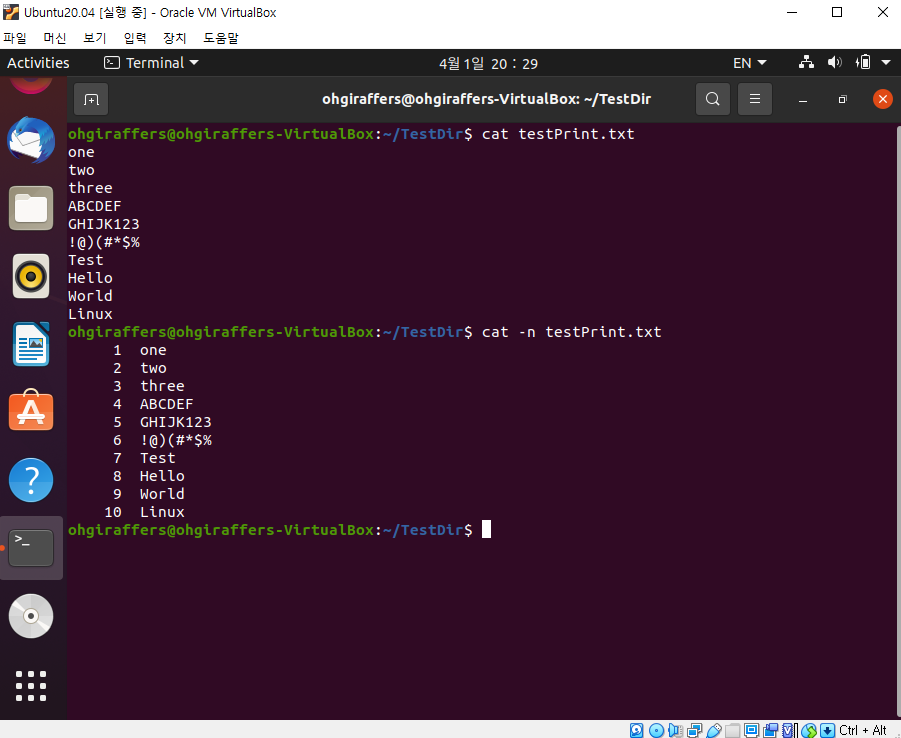 Ubuntu20.04 [실행 중] - Oracle VM VirtualBox
파일 머신 보기 입력 장치 도움말
Activities Terminal 4월 1일 20 : 29 EN
ohgiraffers@ohgiraffers-VirtualBox: ~/TestDir
ohgiraffers@ohgiraffers-VirtualBox:~/TestDir$ cat testPrint.txt
one
two
three
ABCDEF
GHIJK123
!@)(#*$%
Test
Hello
World
Linux
ohgiraffers@ohgiraffers-VirtualBox:~/TestDir$ cat -n testPrint.txt
1 one
2 two
3 three
4 ABCDEF
5 GHIJK123
6 !@)(#*$%
7 Test
8 Hello
9 World
10 Linux
ohgiraffers@ohgiraffers-VirtualBox:~/TestDir$
Ctrl + Alt